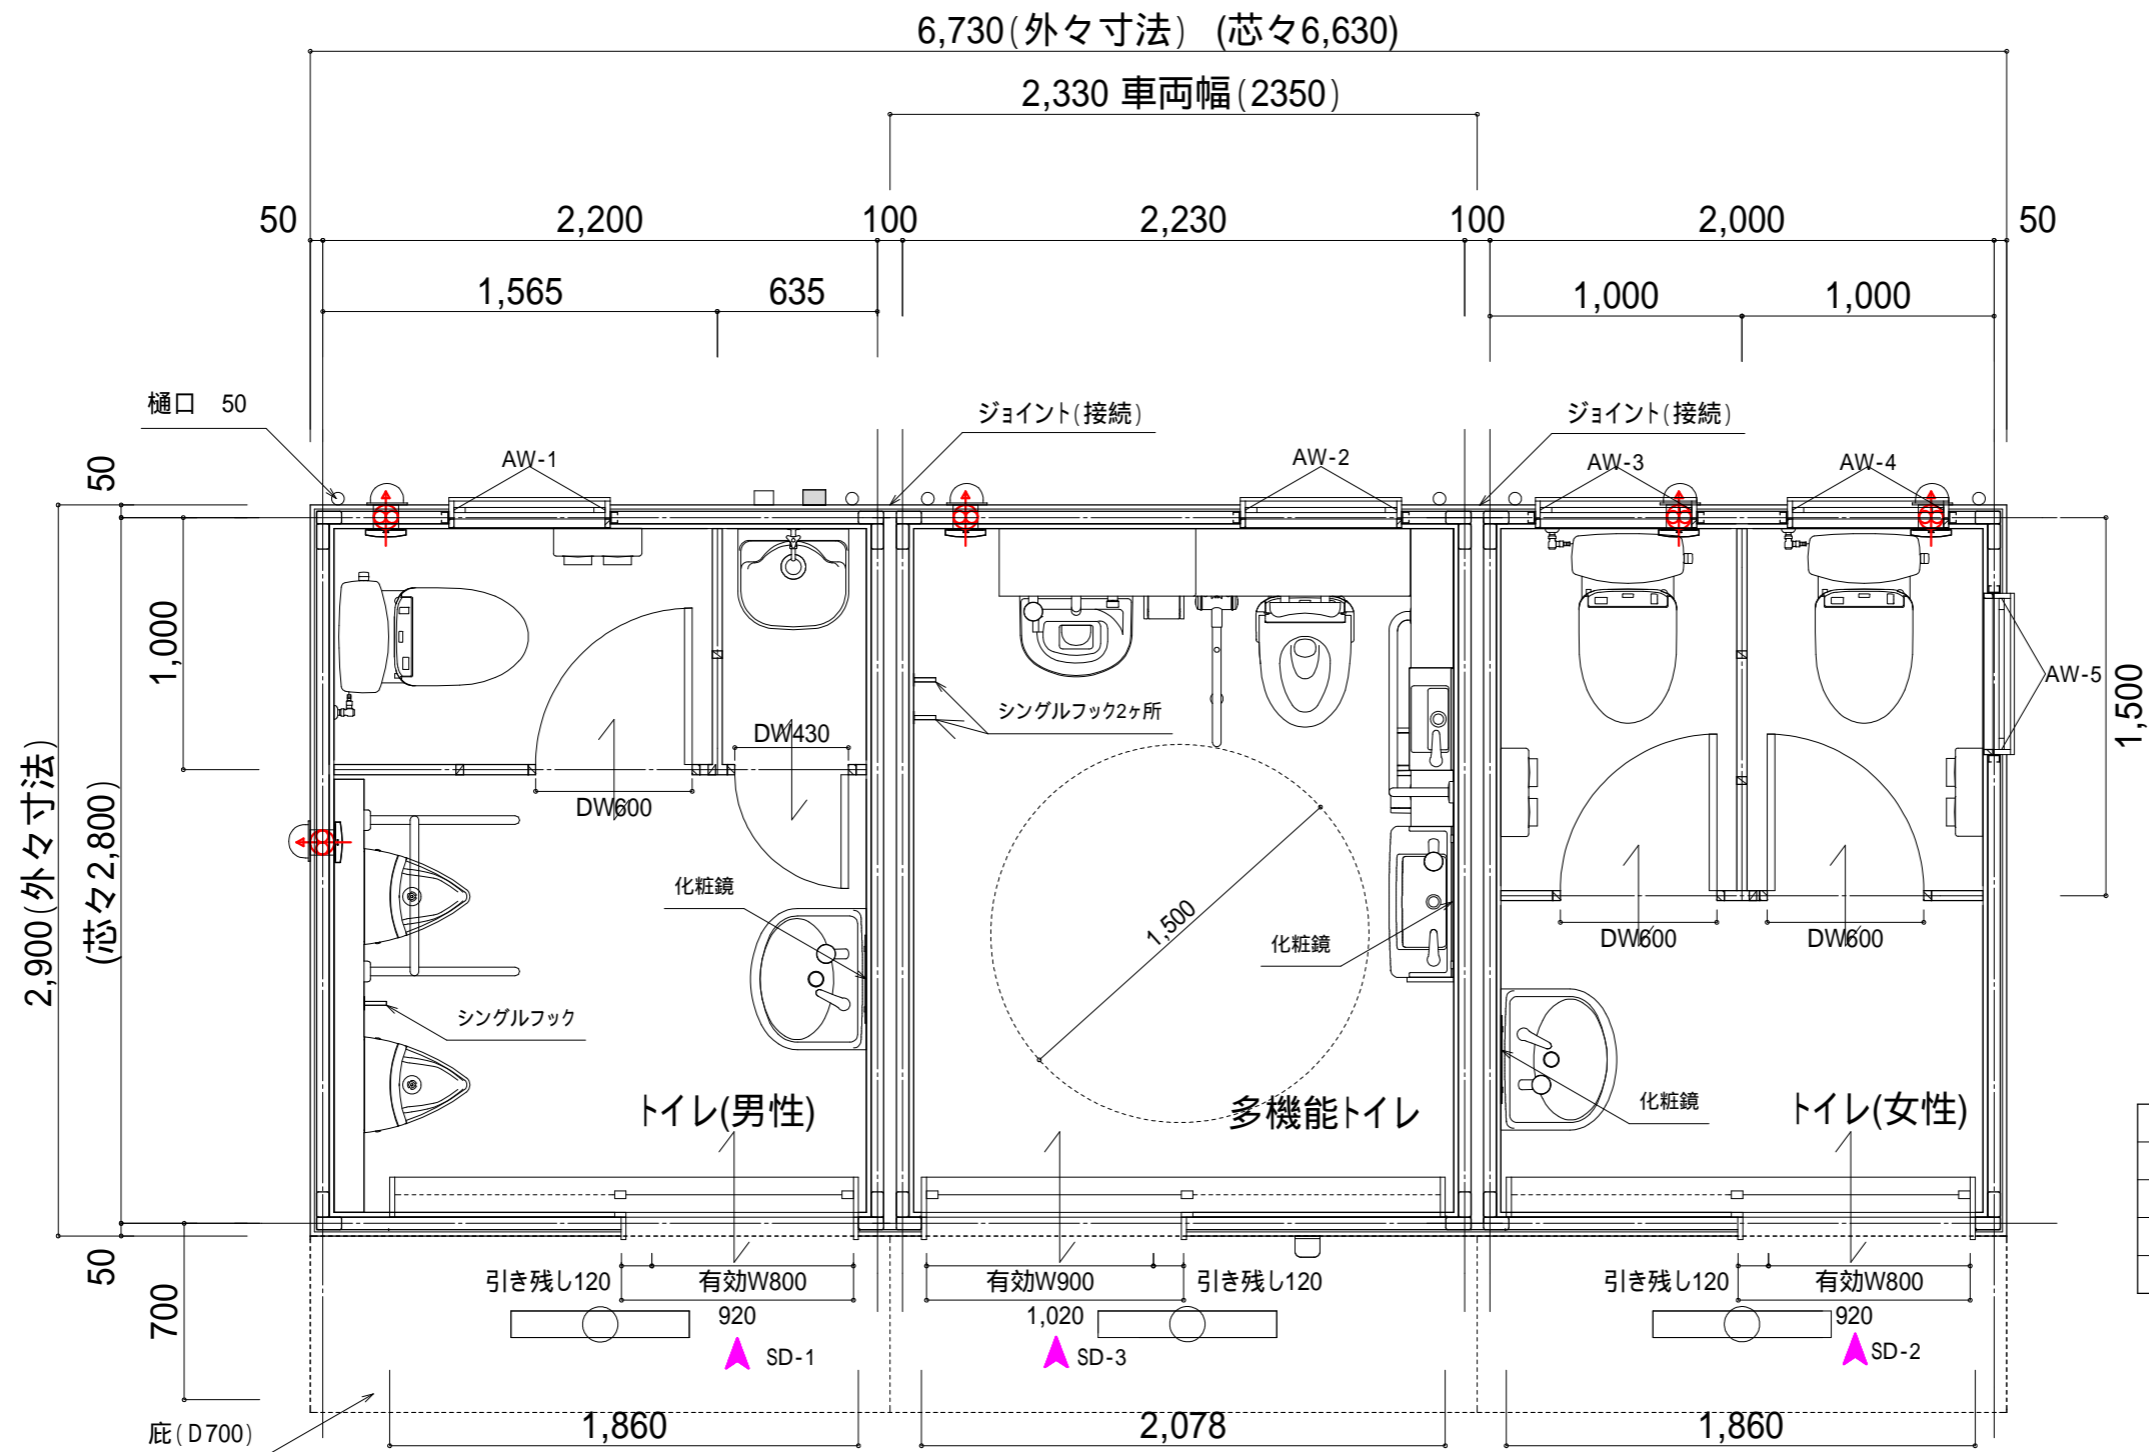 6,730(外々寸法) (芯々6,630)
2,330 車両幅(2350)
50 2,200 100 2,230 100 2,000 50
1,565 635 1,000 1,000
樋口 50
ジョイント(接続)
ジョイント(接続)
AW-1
AW-2
AW-3
AW-4
AW-5
50
1,000
2,900(外々寸法)
(芯々2,800)
50
700
1,500
DW430
DW600
シングルフック2ヶ所
化粧鏡
1,500
化粧鏡
DW600
DW600
シングルフック
化粧鏡
トイレ(男性)
多機能トイレ
トイレ(女性)
引き残し120
有効W800
有効W900
引き残し120
引き残し120
有効W800
920
1,020
920
SD-1
SD-3
SD-2
庇(D700)
1,860
2,078
1,860